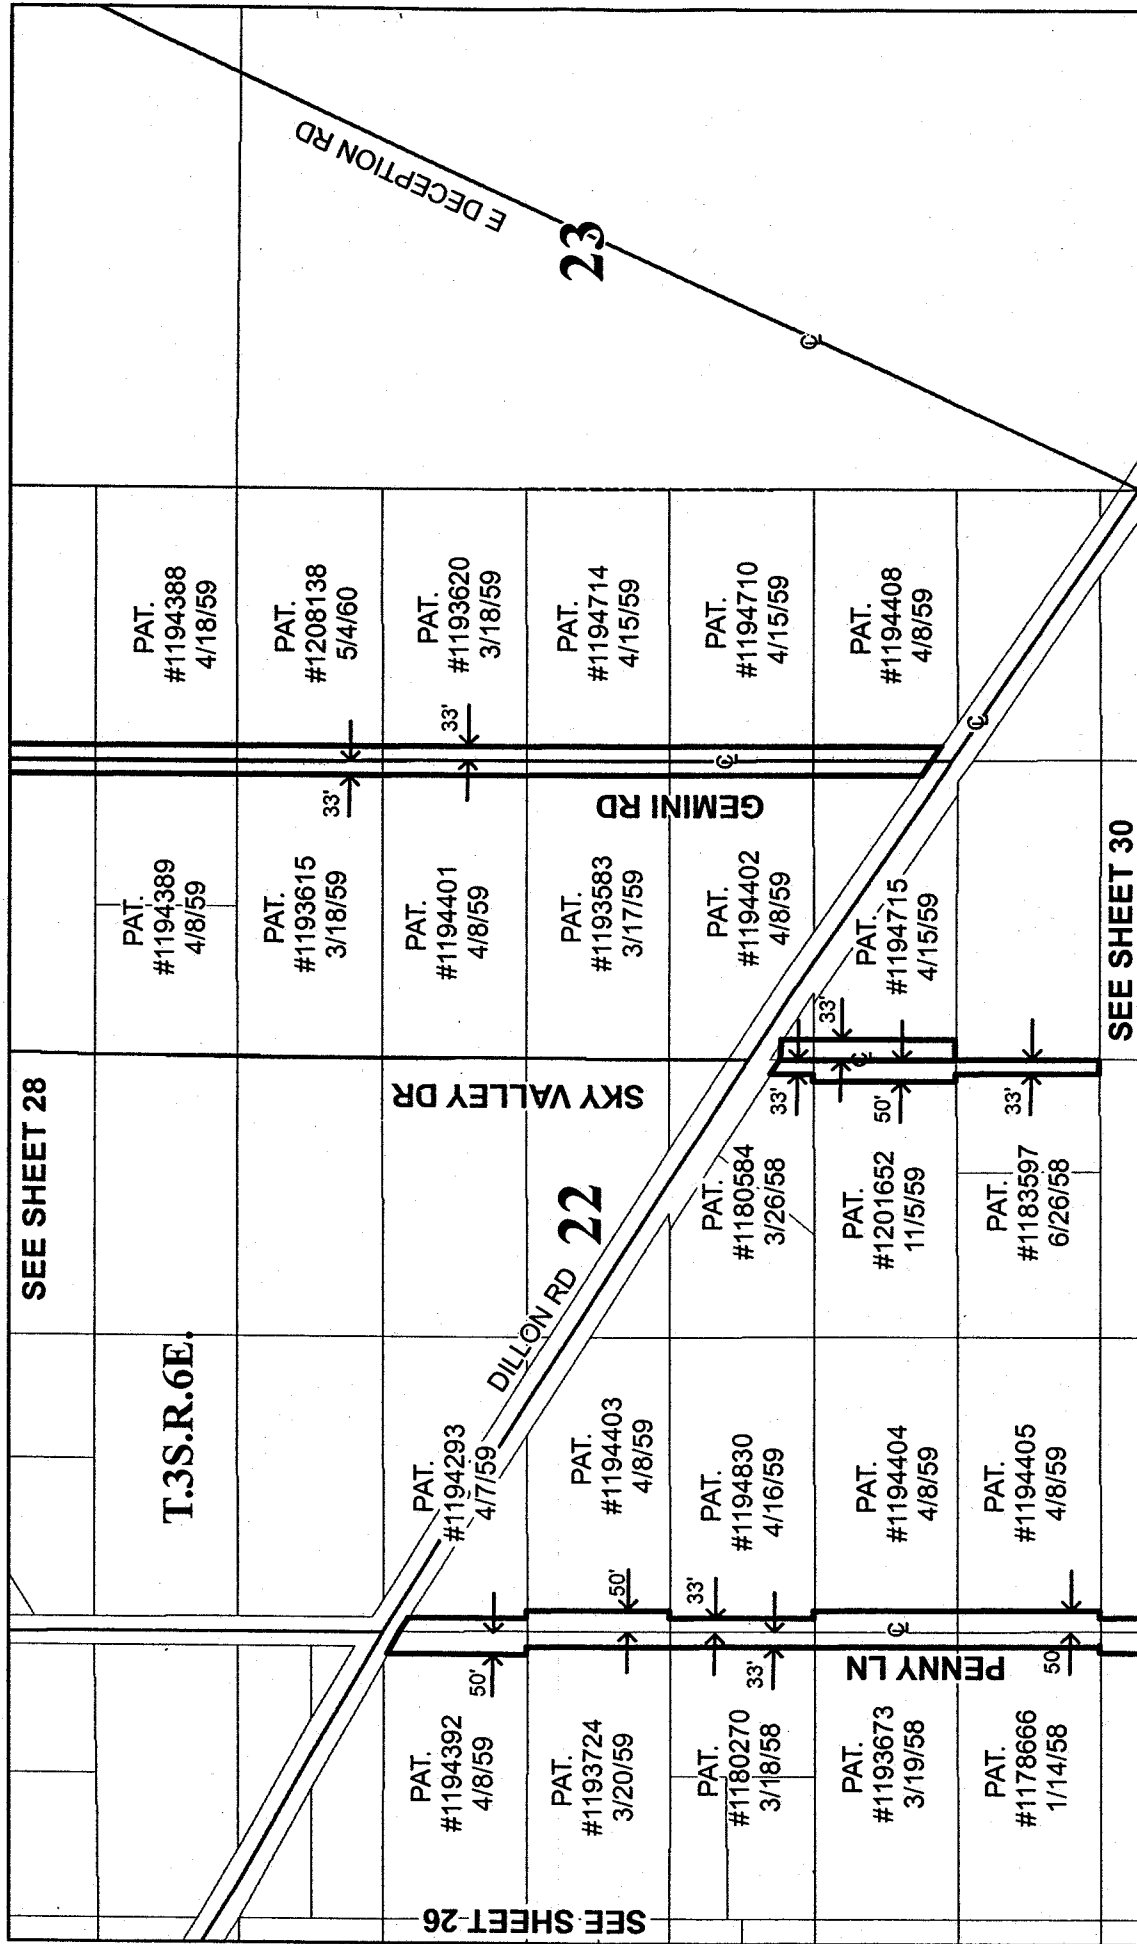 SEE SHEET 28
T.3S.R.6E.
22
23
E DECEPTION RD
DILLON RD
SKY VALLEY DR
GEMINI RD
PENNY LN
SEE SHEET 26
SEE SHEET 30
PAT.
#1194388
4/18/59
PAT.
#1208138
5/4/60
PAT.
#1193620
3/18/59
PAT.
#1194714
4/15/59
PAT.
#1194710
4/15/59
PAT.
#1194408
4/8/59
33'
33'
PAT.
#1194389
4/8/59
PAT.
#1193615
3/18/59
PAT.
#1194401
4/8/59
PAT.
#1193583
3/17/59
PAT.
#1194402
4/8/59
PAT.
#1194715
4/15/59
33'
33'
50'
33'
PAT.
#1180584
3/26/58
PAT.
#1201652
11/5/59
PAT.
#1183597
6/26/58
PAT.
#1194293
4/7/59
PAT.
#1194403
4/8/59
PAT.
#1194830
4/16/59
PAT.
#1194404
4/8/59
PAT.
#1194405
4/8/59
50'
50'
33'
33'
50'
PAT.
#1194392
4/8/59
PAT.
#1193724
3/20/59
PAT.
#1180270
3/18/58
PAT.
#1193673
3/19/58
PAT.
#1178666
1/14/58
℄
℄
℄
℄
℄